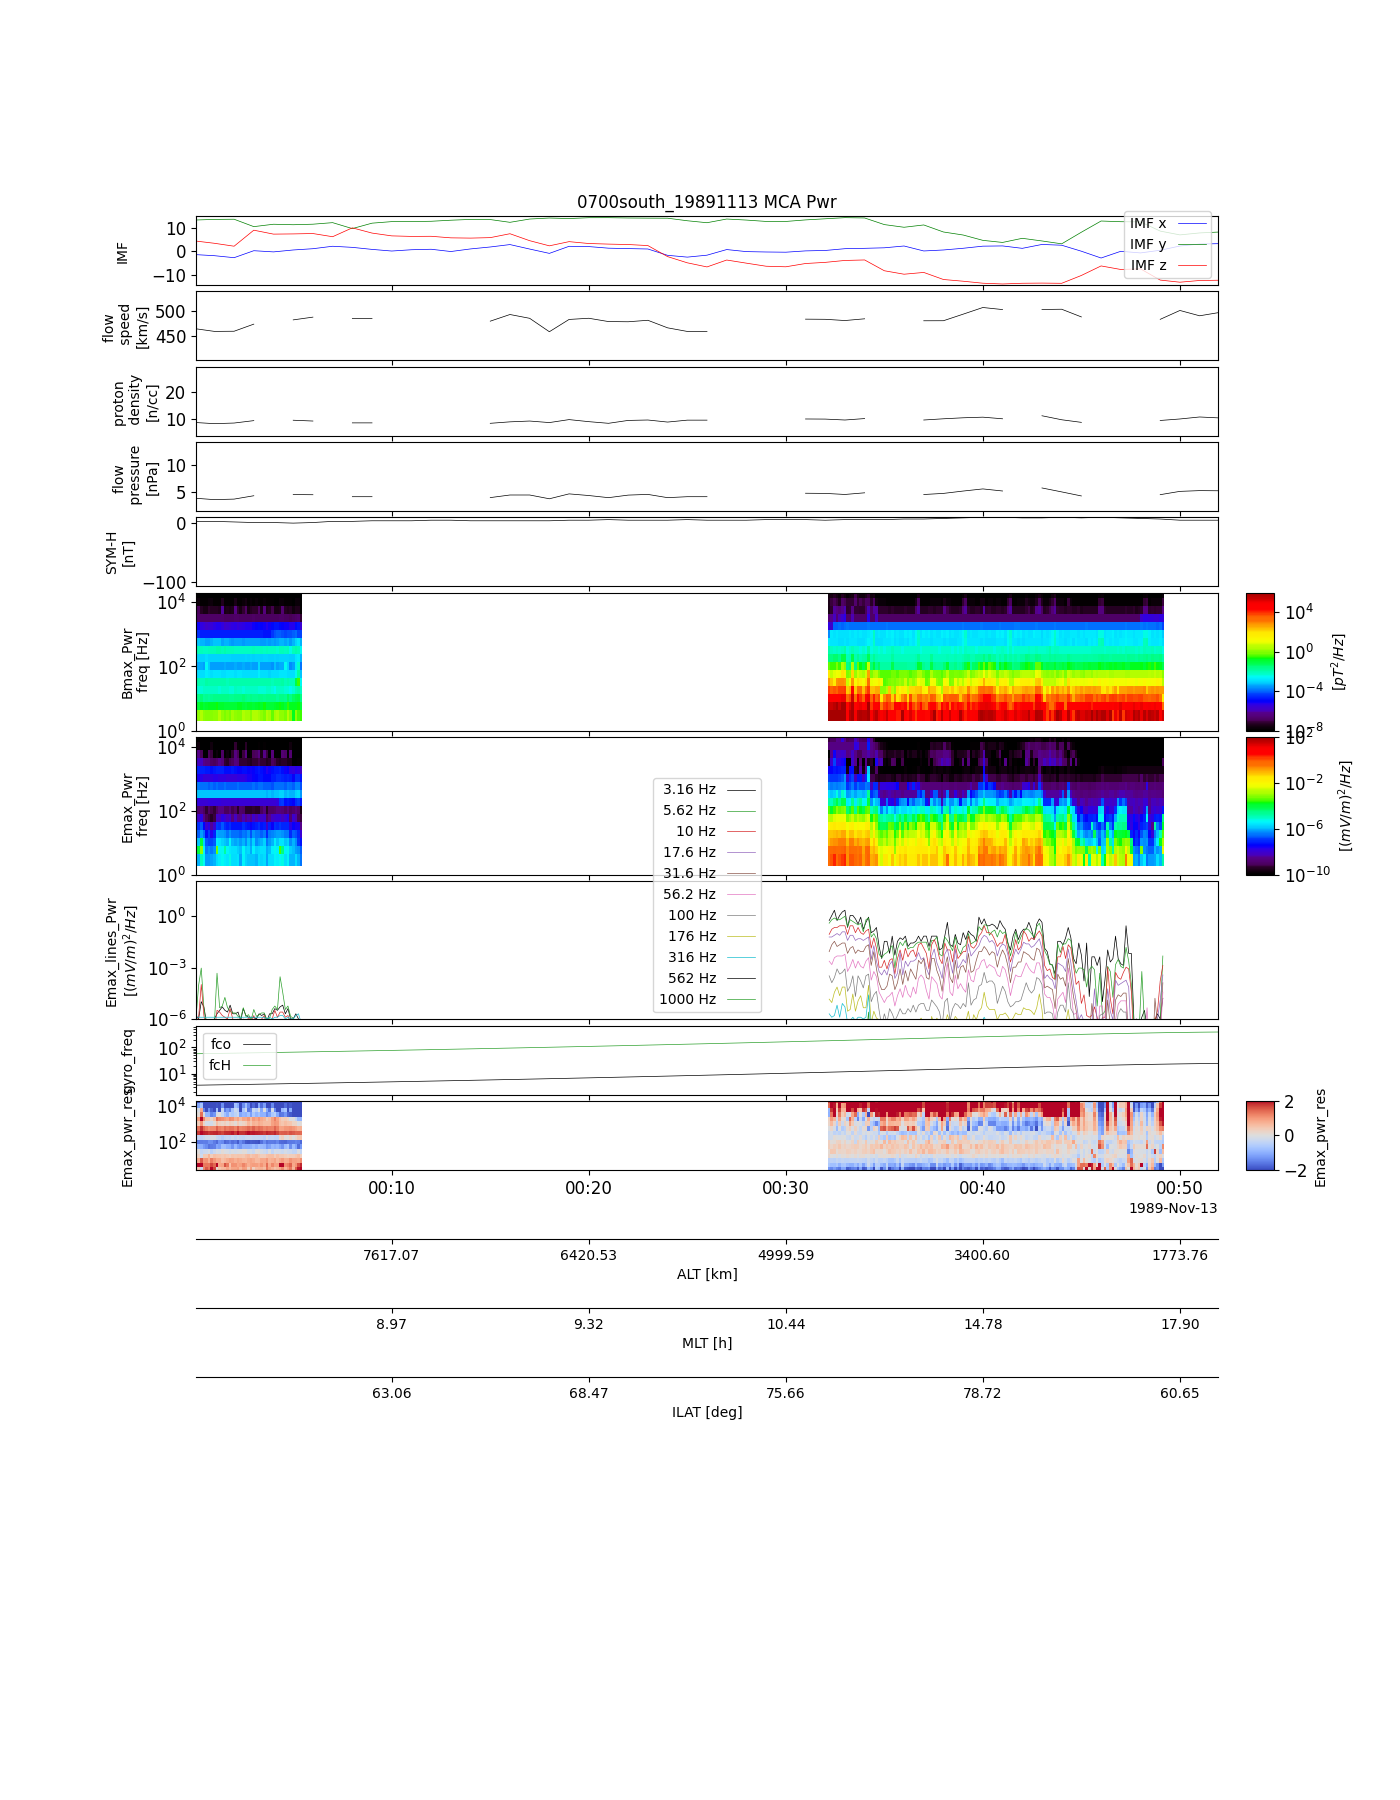 0700south_19891113 MCA Pwr
10
0
−10
IMF
IMF x
IMF y
IMF z
500
450
flow
speed
[km/s]
20
10
proton
density
[n/cc]
10
5
flow
pressure
[nPa]
0
−100
SYM-H
[nT]
10^4
10^2
10^0
Bmax_Pwr
freq [Hz]
10^4
10^0
10^−4
10^−8
[pT^2/Hz]
10^4
10^2
10^0
Emax_Pwr
freq [Hz]
10^2
10^−2
10^−6
10^−10
[(mV/m)^2/Hz]
3.16 Hz
5.62 Hz
10 Hz
17.6 Hz
31.6 Hz
56.2 Hz
100 Hz
176 Hz
316 Hz
562 Hz
1000 Hz
10^0
10^−3
10^−6
Emax_lines_Pwr
[(mV/m)^2/Hz]
10^2
10^1
gyro_freq
fco
fcH
10^4
10^2
Emax_pwr_res
2
0
−2
Emax_pwr_res
00:10 00:20 00:30 00:40 00:50
1989-Nov-13
7617.07 6420.53 4999.59 3400.60 1773.76
ALT [km]
8.97 9.32 10.44 14.78 17.90
MLT [h]
63.06 68.47 75.66 78.72 60.65
ILAT [deg]